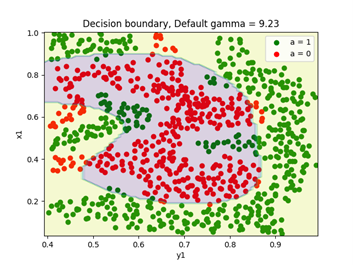 Decision boundary, Default gamma = 9.23
a = 1
a = 0
1.0
0.8
0.6
0.4
0.2
x1
0.4 0.5 0.6 0.7 0.8 0.9
y1